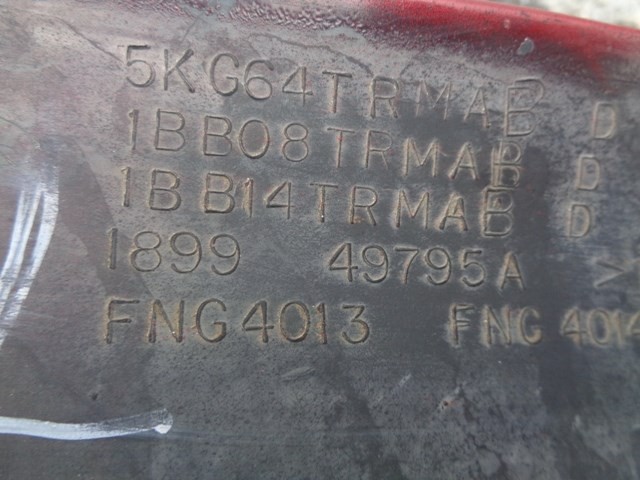 5KG64TRMAB D
1BB08TRMAB D
1BB14TRMAB D
1899 49795A >
FNG4013 FNG 4014